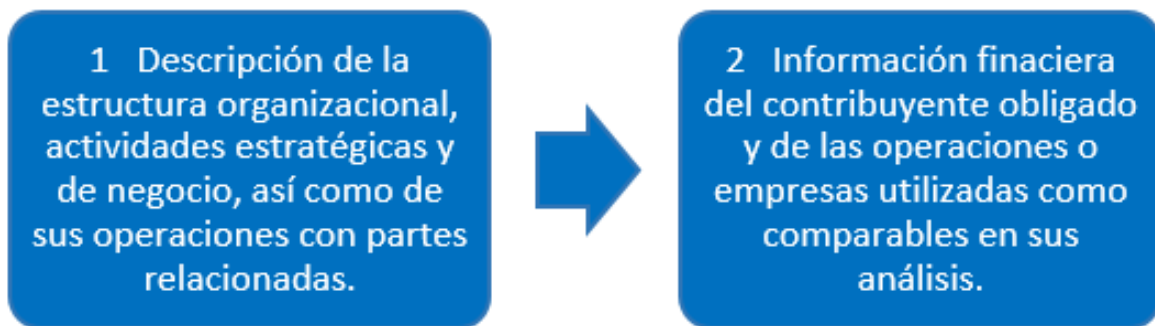 1 Descripción de la
estructura organizacional,
actividades estratégicas y
de negocio, así como de
sus operaciones con partes
relacionadas.
2 Información finaciera
del contribuyente obligado
y de las operaciones o
empresas utilizadas como
comparables en sus
análisis.